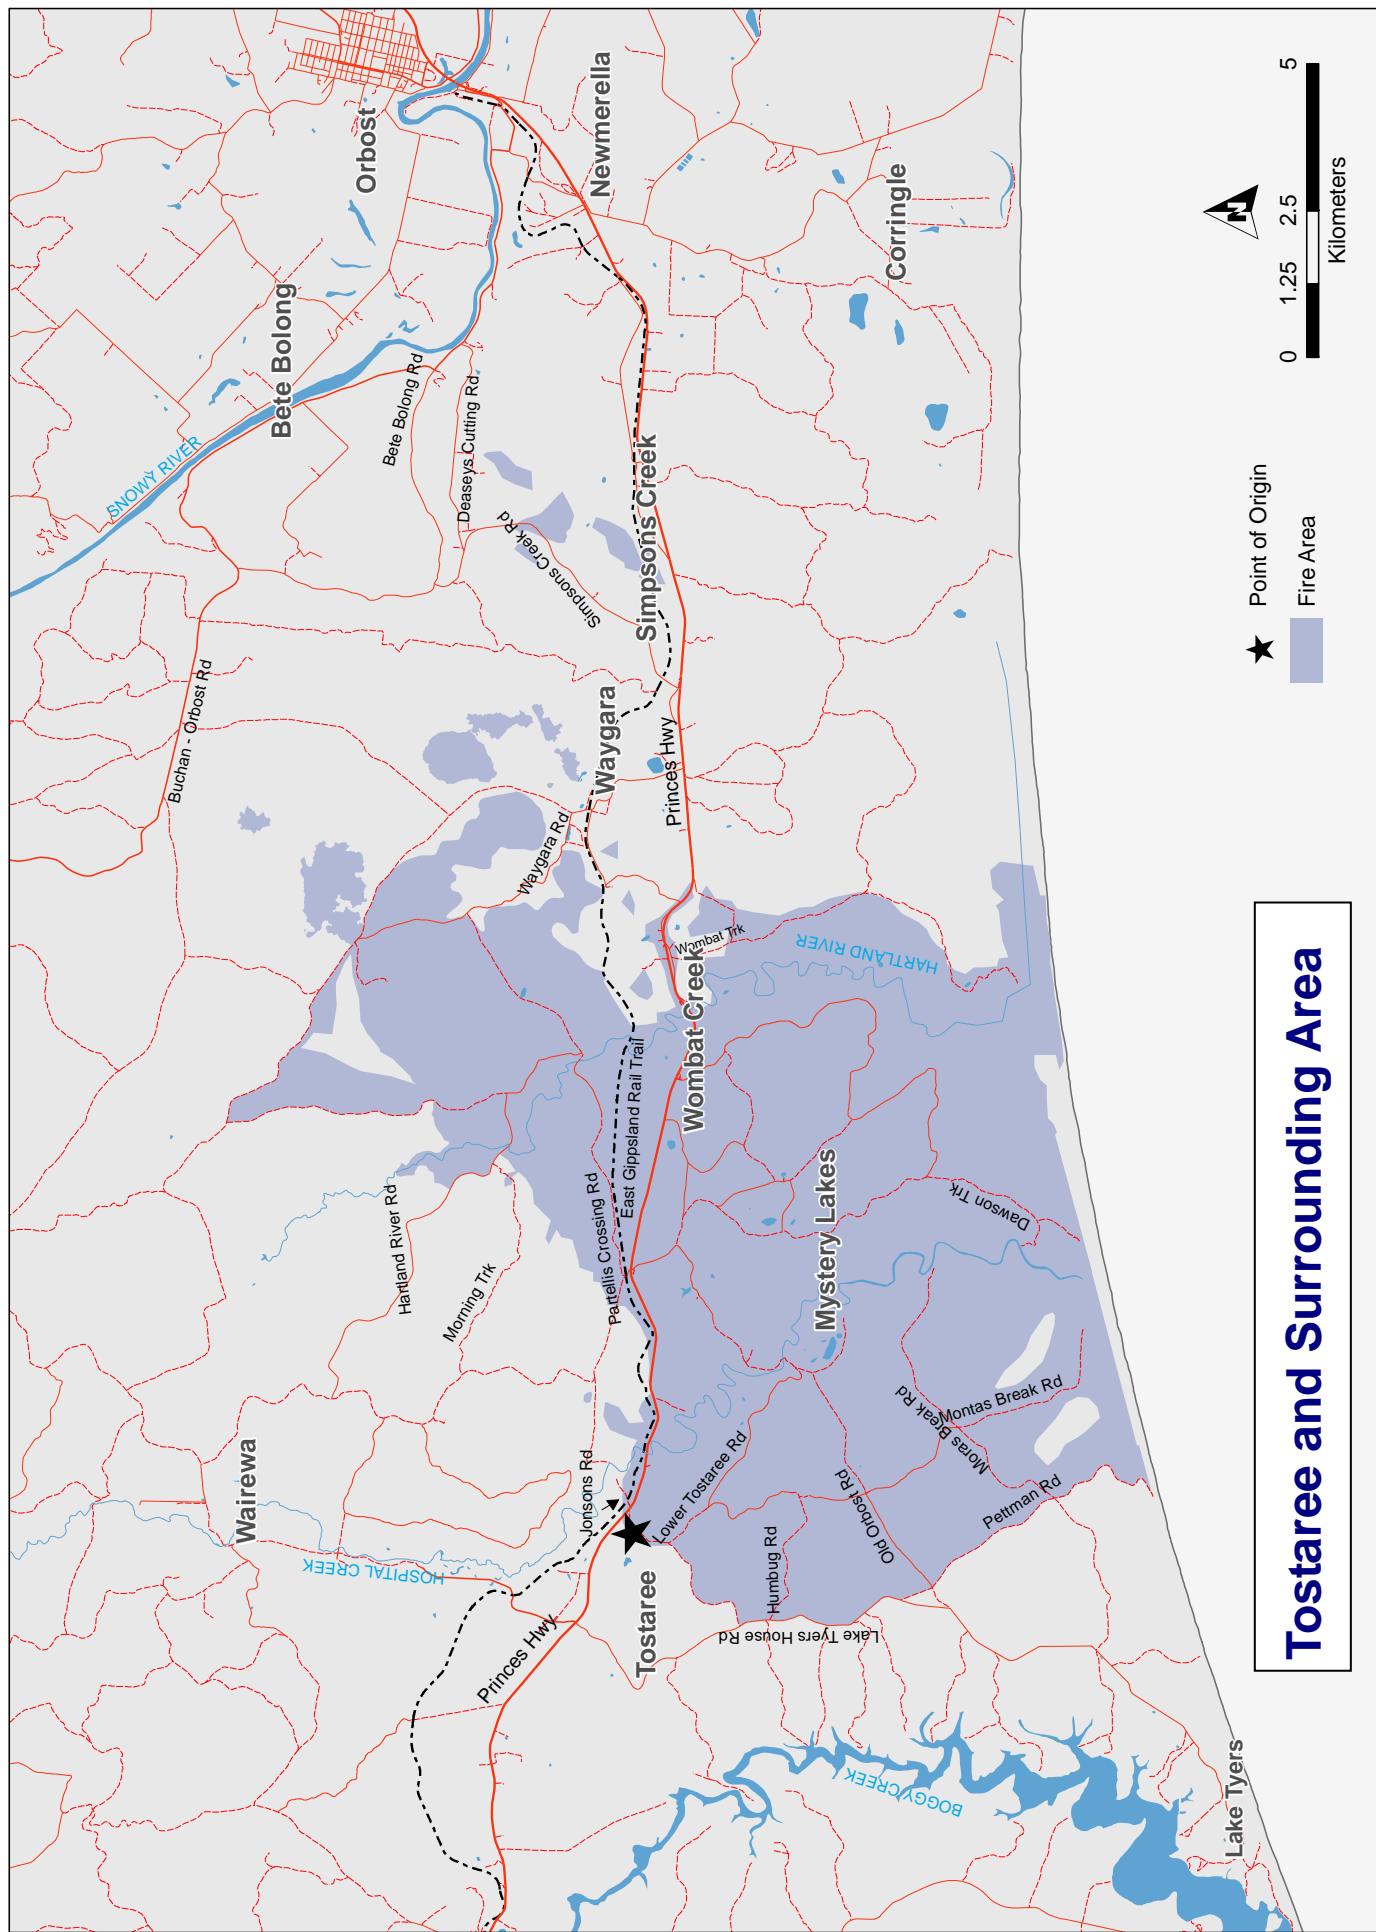 Orbost
Newmerella
Bete Bolong
Corringle
SNOWY RIVER
Bete Bolong Rd
Deaseys Cutting Rd
Simpsons Creek Rd
Simpsons Creek
Buchan - Orbost Rd
Waygara
Princes Hwy
Waygara Rd
Wombat Trk
Wombat Creek
HARTLAND RIVER
East Gippsland Rail Trail
Partellis Crossing Rd
Hartland River Rd
Morning Trk
Mystery Lakes
Dawson Trk
Wairewa
HOSPITAL CREEK
Jonsons Rd
Lower Tostaree Rd
Moras Break Rd
Montas Break Rd
Old Orbost Rd
Pettman Rd
Humbug Rd
Lake Tyers House Rd
Tostaree
Princes Hwy
BOGGY CREEK
Lake Tyers
N
0 1.25 2.5 5
Kilometers
Point of Origin
Fire Area
Tostaree and Surrounding Area